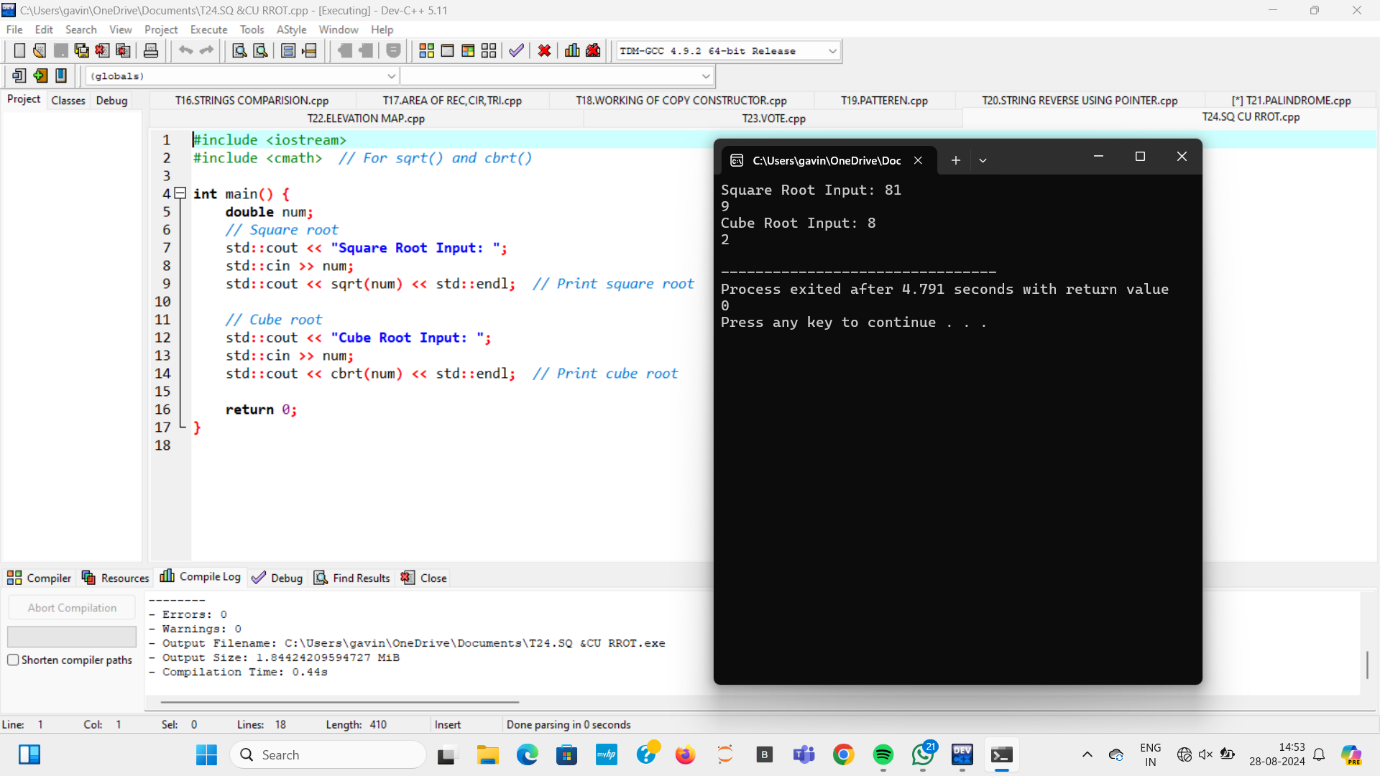 C:\Users\gavin\OneDrive\Documents\T24.SQ &CU RROT.cpp - [Executing] - Dev-C++ 5.11
File Edit Search View Project Execute Tools AStyle Window Help
TDM-GCC 4.9.2 64-bit Release
(globals)
Project Classes Debug
T16.STRINGS COMPARISION.cpp T17.AREA OF REC,CIR,TRI.cpp T18.WORKING OF COPY CONSTRUCTOR.cpp T19.PATTEREN.cpp T20.STRING REVERSE USING POINTER.cpp [*] T21.PALINDROME.cpp
T22.ELEVATION MAP.cpp T23.VOTE.cpp T24.SQ CU RROT.cpp
1 #include <iostream>
2 #include <cmath>  // For sqrt() and cbrt()
3
4 int main() {
5 double num;
6 // Square root
7 std::cout << "Square Root Input: ";
8 std::cin >> num;
9 std::cout << sqrt(num) << std::endl;  // Print square root
10
11 // Cube root
12 std::cout << "Cube Root Input: ";
13 std::cin >> num;
14 std::cout << cbrt(num) << std::endl;  // Print cube root
15
16 return 0;
17 }
18
C:\Users\gavin\OneDrive\Doc
Square Root Input: 81
9
Cube Root Input: 8
2
--------------------------------
Process exited after 4.791 seconds with return value
0
Press any key to continue . . .
Compiler Resources Compile Log Debug Find Results Close
Abort Compilation
Shorten compiler paths
--------
- Errors: 0
- Warnings: 0
- Output Filename: C:\Users\gavin\OneDrive\Documents\T24.SQ &CU RROT.exe
- Output Size: 1.84424209594727 MiB
- Compilation Time: 0.44s
Line: 1 Col: 1 Sel: 0 Lines: 18 Length: 410 Insert Done parsing in 0 seconds
Search
myhp
B
21
DEV
ENG
IN
14:53
28-08-2024
PRE